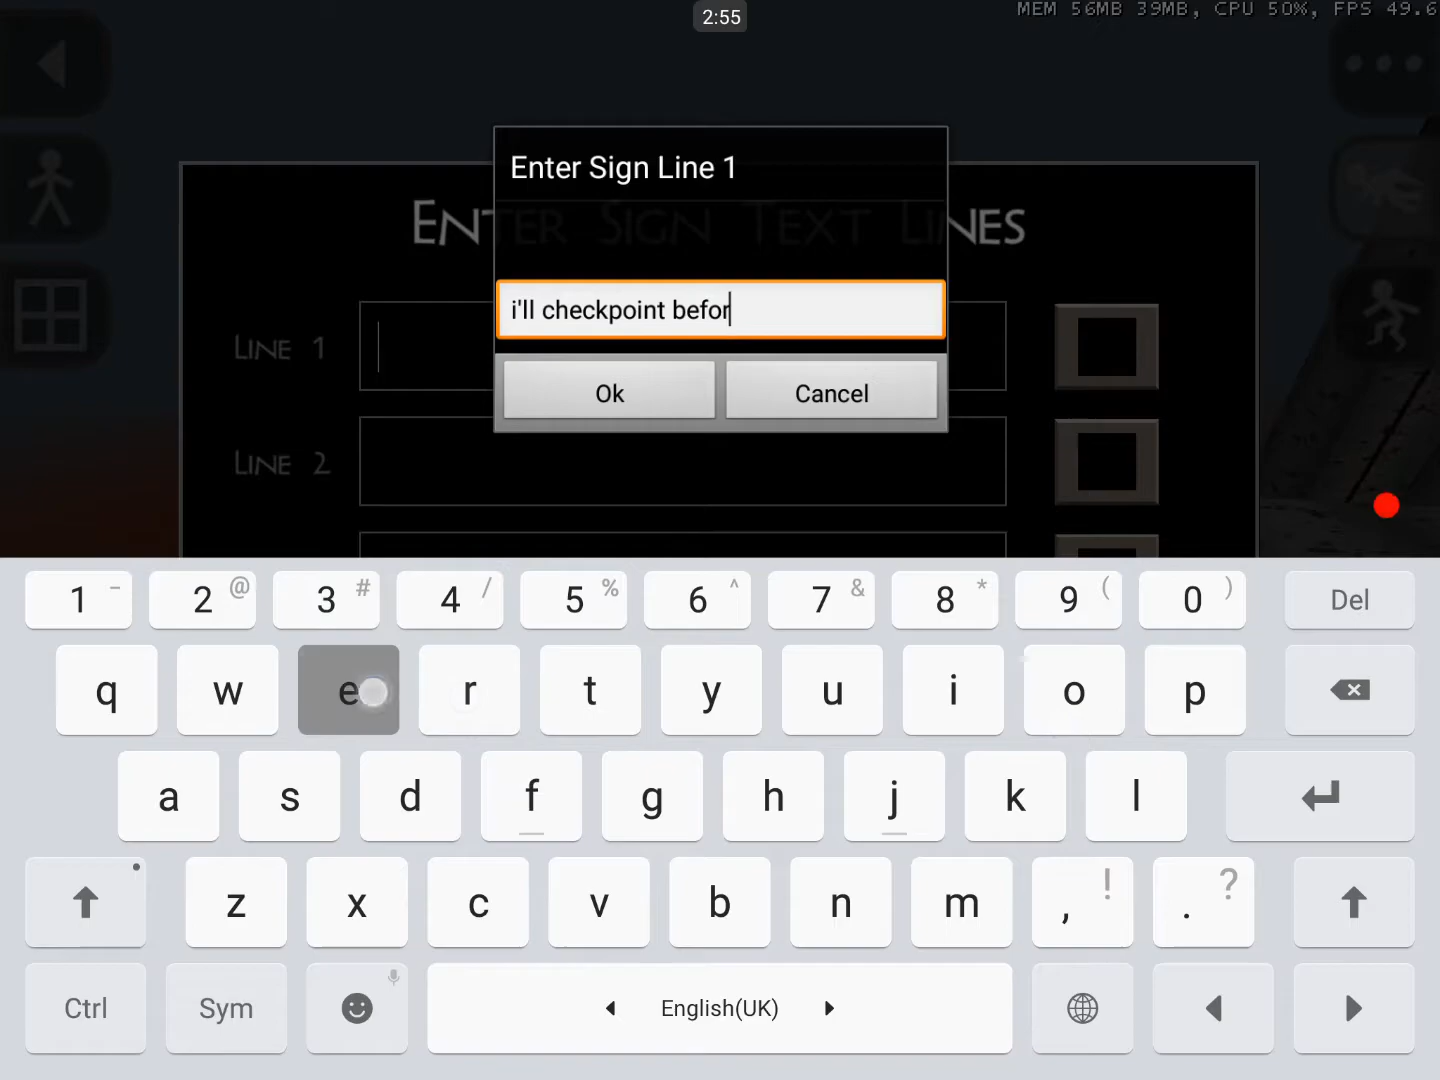 2:55
MEM 56MB 39MB, CPU 50%, FPS 49.6
Enter Sign Line 1
Enter Sign Text Lines
i'll checkpoint befor
Line 1
Ok Cancel
Line 2
1 – 2 @ 3 # 4 / 5 % 6 ^ 7 & 8 * 9 ( 0 ) Del
q w e r t y u i o p
a s d f g h j k l
z x c v b n m , ! . ?
Ctrl Sym English(UK)